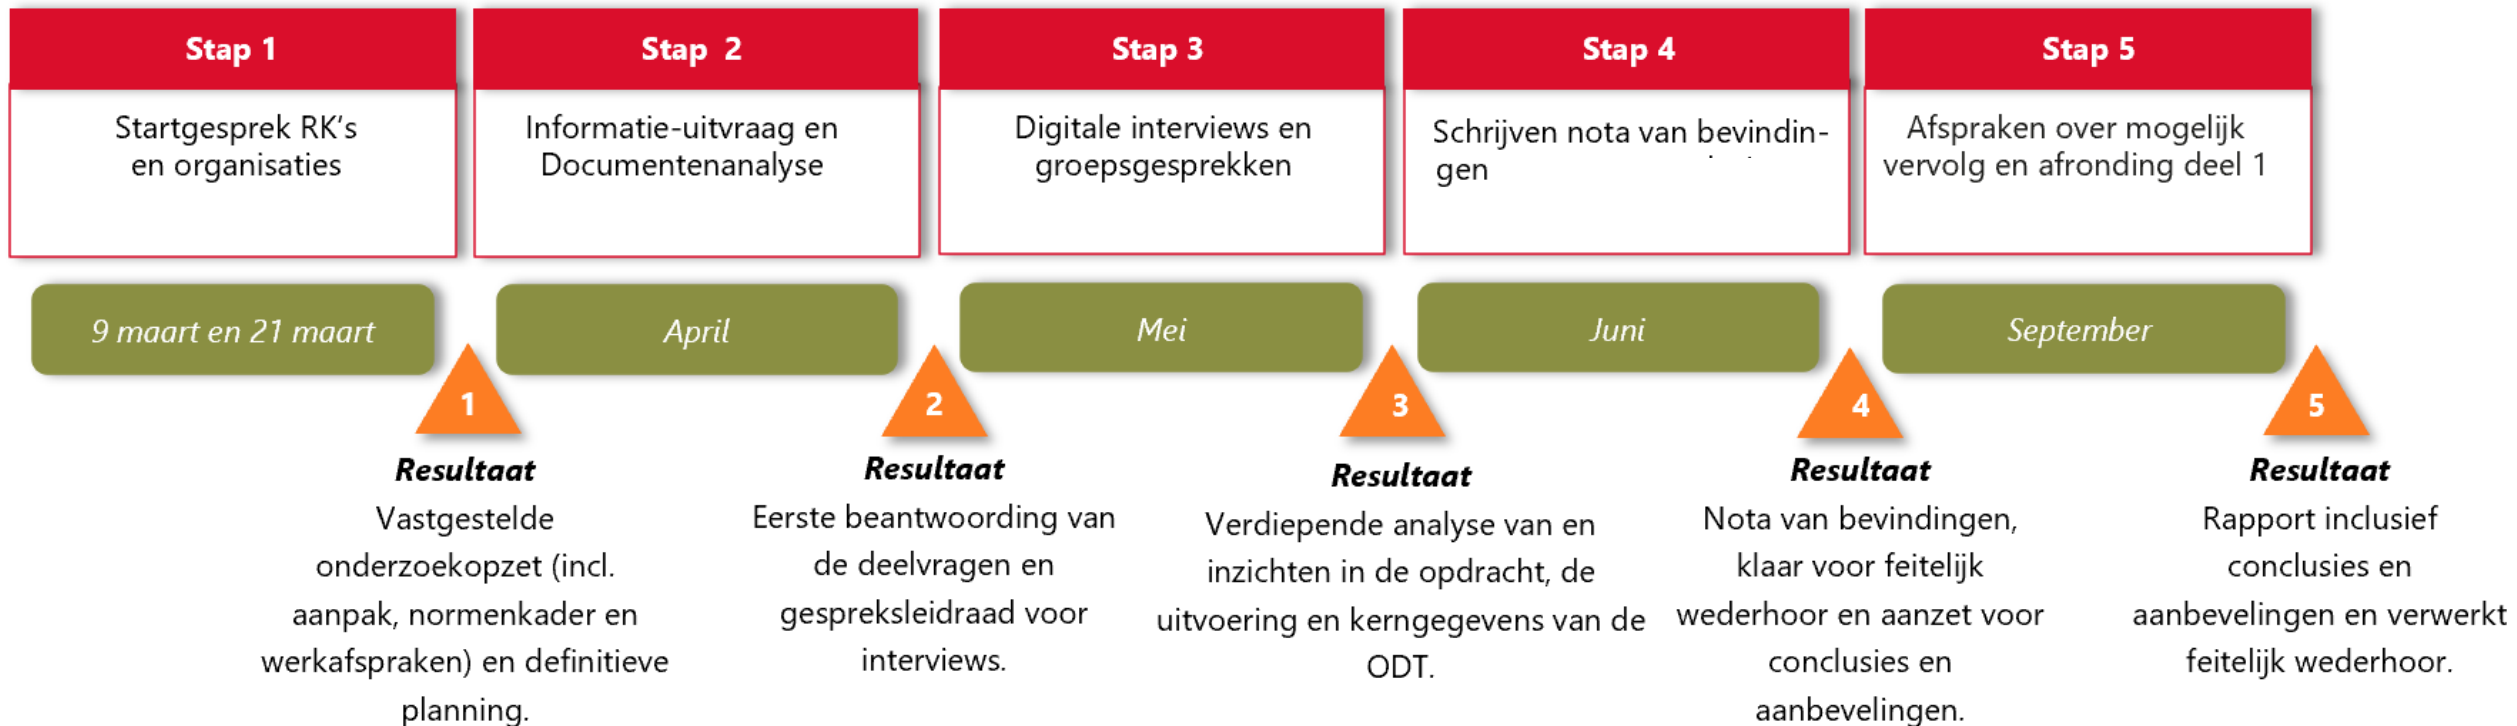 Stap 1
Startgesprek RK's
en organisaties
Stap 2
Informatie-uitvraag en
Documentenanalyse
Stap 3
Digitale interviews en
groepsgesprekken
Stap 4
Schrijven nota van bevindin-
gen
Stap 5
Afspraken over mogelijk
vervolg en afronding deel 1
9 maart en 21 maart
April
Mei
Juni
September
1
Resultaat
Vastgestelde
onderzoekopzet (incl.
aanpak, normenkader en
werkafspraken) en definitieve
planning.
2
Resultaat
Eerste beantwoording van
de deelvragen en
gespreksleidraad voor
interviews.
3
Resultaat
Verdiepende analyse van en
inzichten in de opdracht, de
uitvoering en kerngegevens van de
ODT.
4
Resultaat
Nota van bevindingen,
klaar voor feitelijk
wederhoor en aanzet voor
conclusies en
aanbevelingen.
5
Resultaat
Rapport inclusief
conclusies en
aanbevelingen en verwerkt
feitelijk wederhoor.